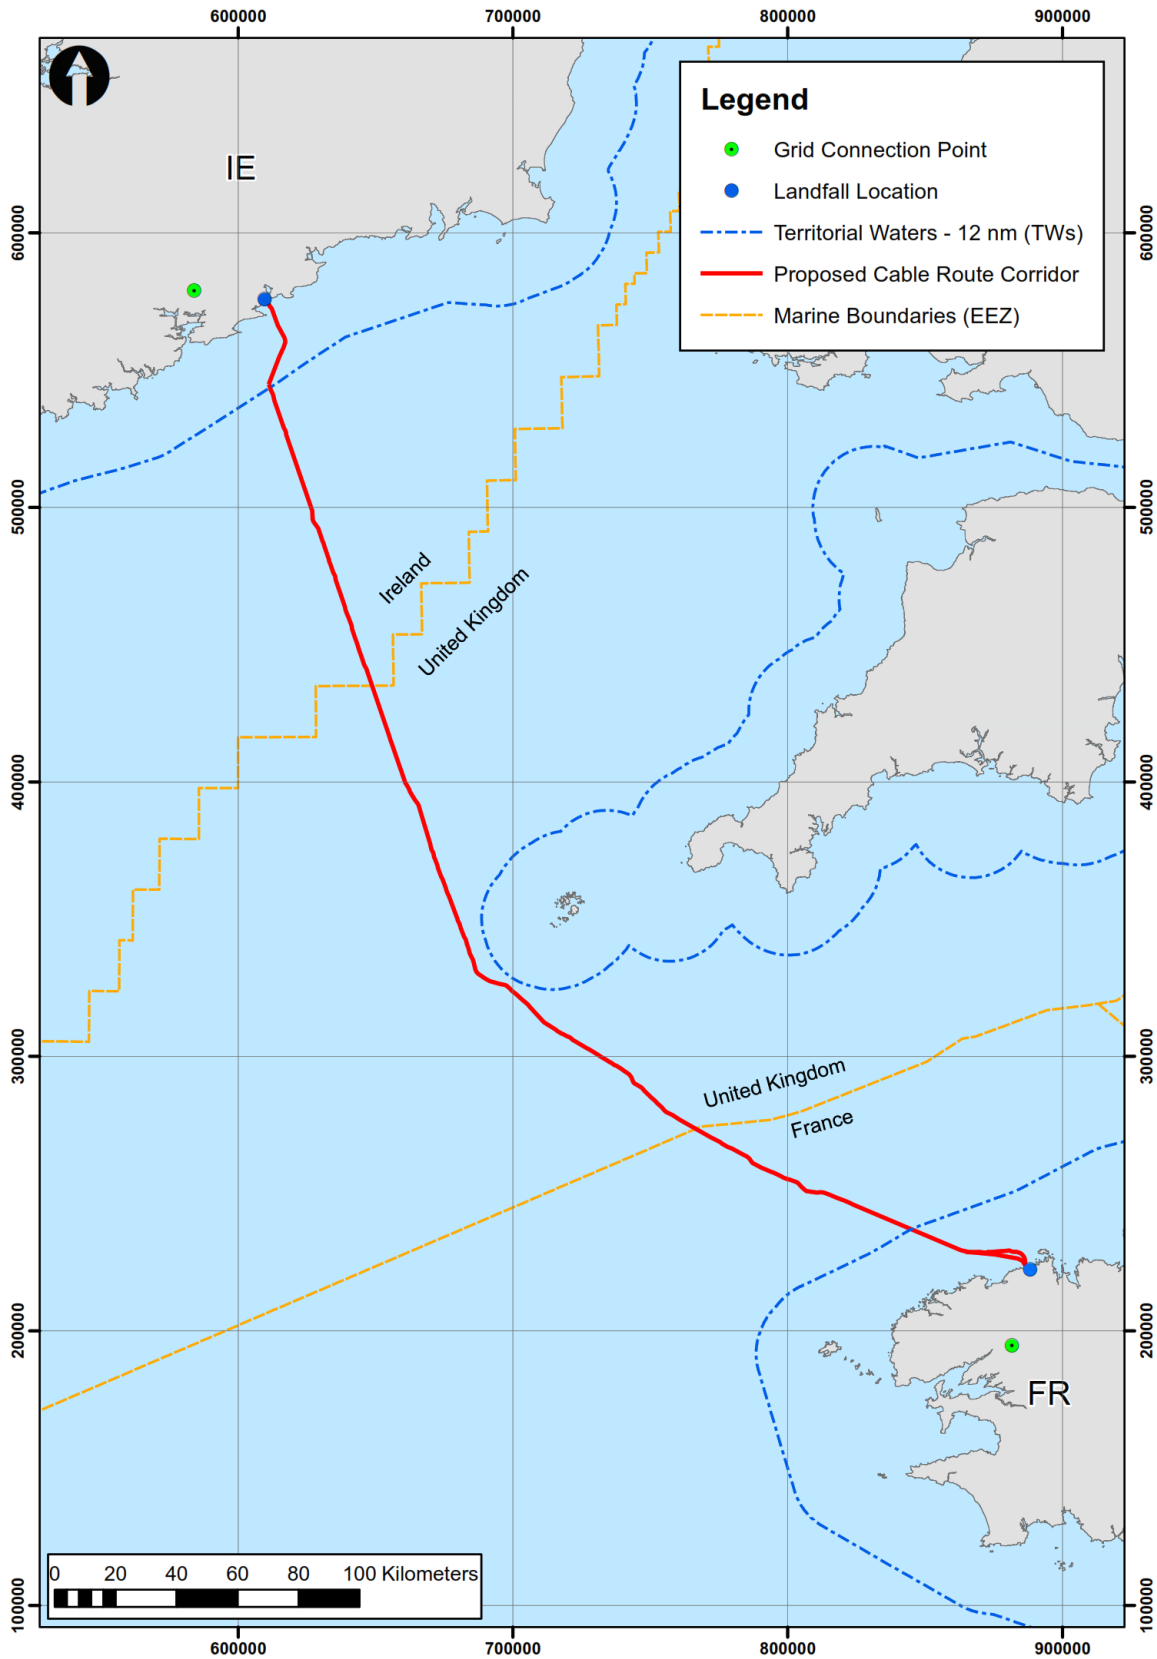 600000 700000 800000 900000
Legend
Grid Connection Point
Landfall Location
Territorial Waters - 12 nm (TWs)
Proposed Cable Route Corridor
Marine Boundaries (EEZ)
IE
600000 600000
500000 500000
Ireland
United Kingdom
400000 400000
300000 300000
United Kingdom
France
200000 200000
FR
0 20 40 60 80 100 Kilometers
100000 100000
600000 700000 800000 900000